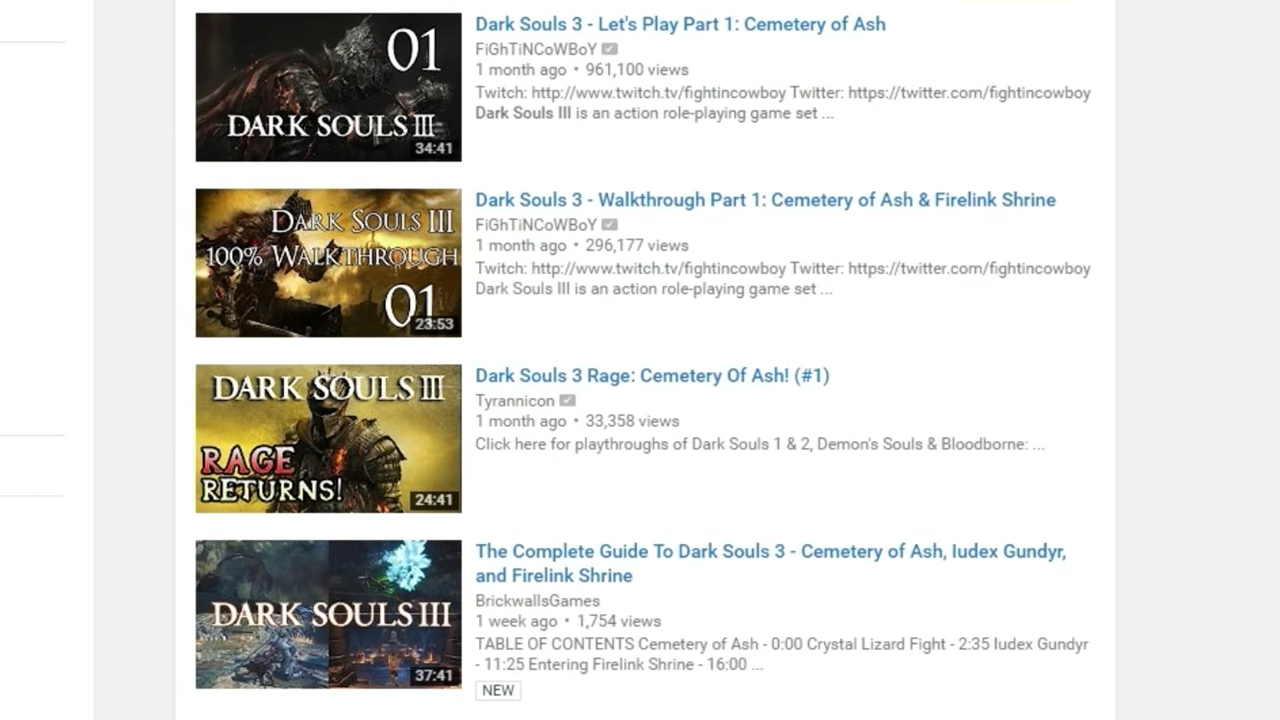 01
DARK SOULS III
34:41
Dark Souls 3 - Let's Play Part 1: Cemetery of Ash
FiGhTiNCoWBoY
1 month ago • 961,100 views
Twitch: http://www.twitch.tv/fightincowboy Twitter: https://twitter.com/fightincowboy
Dark Souls III is an action role-playing game set ...
DARK SOULS III
100% WALKTHROUGH
01
23:53
Dark Souls 3 - Walkthrough Part 1: Cemetery of Ash & Firelink Shrine
FiGhTiNCoWBoY
1 month ago • 296,177 views
Twitch: http://www.twitch.tv/fightincowboy Twitter: https://twitter.com/fightincowboy
Dark Souls III is an action role-playing game set ...
DARK SOULS III
RAGE
RETURNS!
24:41
Dark Souls 3 Rage: Cemetery Of Ash! (#1)
Tyrannicon
1 month ago • 33,358 views
Click here for playthroughs of Dark Souls 1 & 2, Demon's Souls & Bloodborne: ...
DARK SOULS III
37:41
The Complete Guide To Dark Souls 3 - Cemetery of Ash, Iudex Gundyr,
and Firelink Shrine
BrickwallsGames
1 week ago • 1,754 views
TABLE OF CONTENTS Cemetery of Ash - 0:00 Crystal Lizard Fight - 2:35 Iudex Gundyr
- 11:25 Entering Firelink Shrine - 16:00 ...
NEW